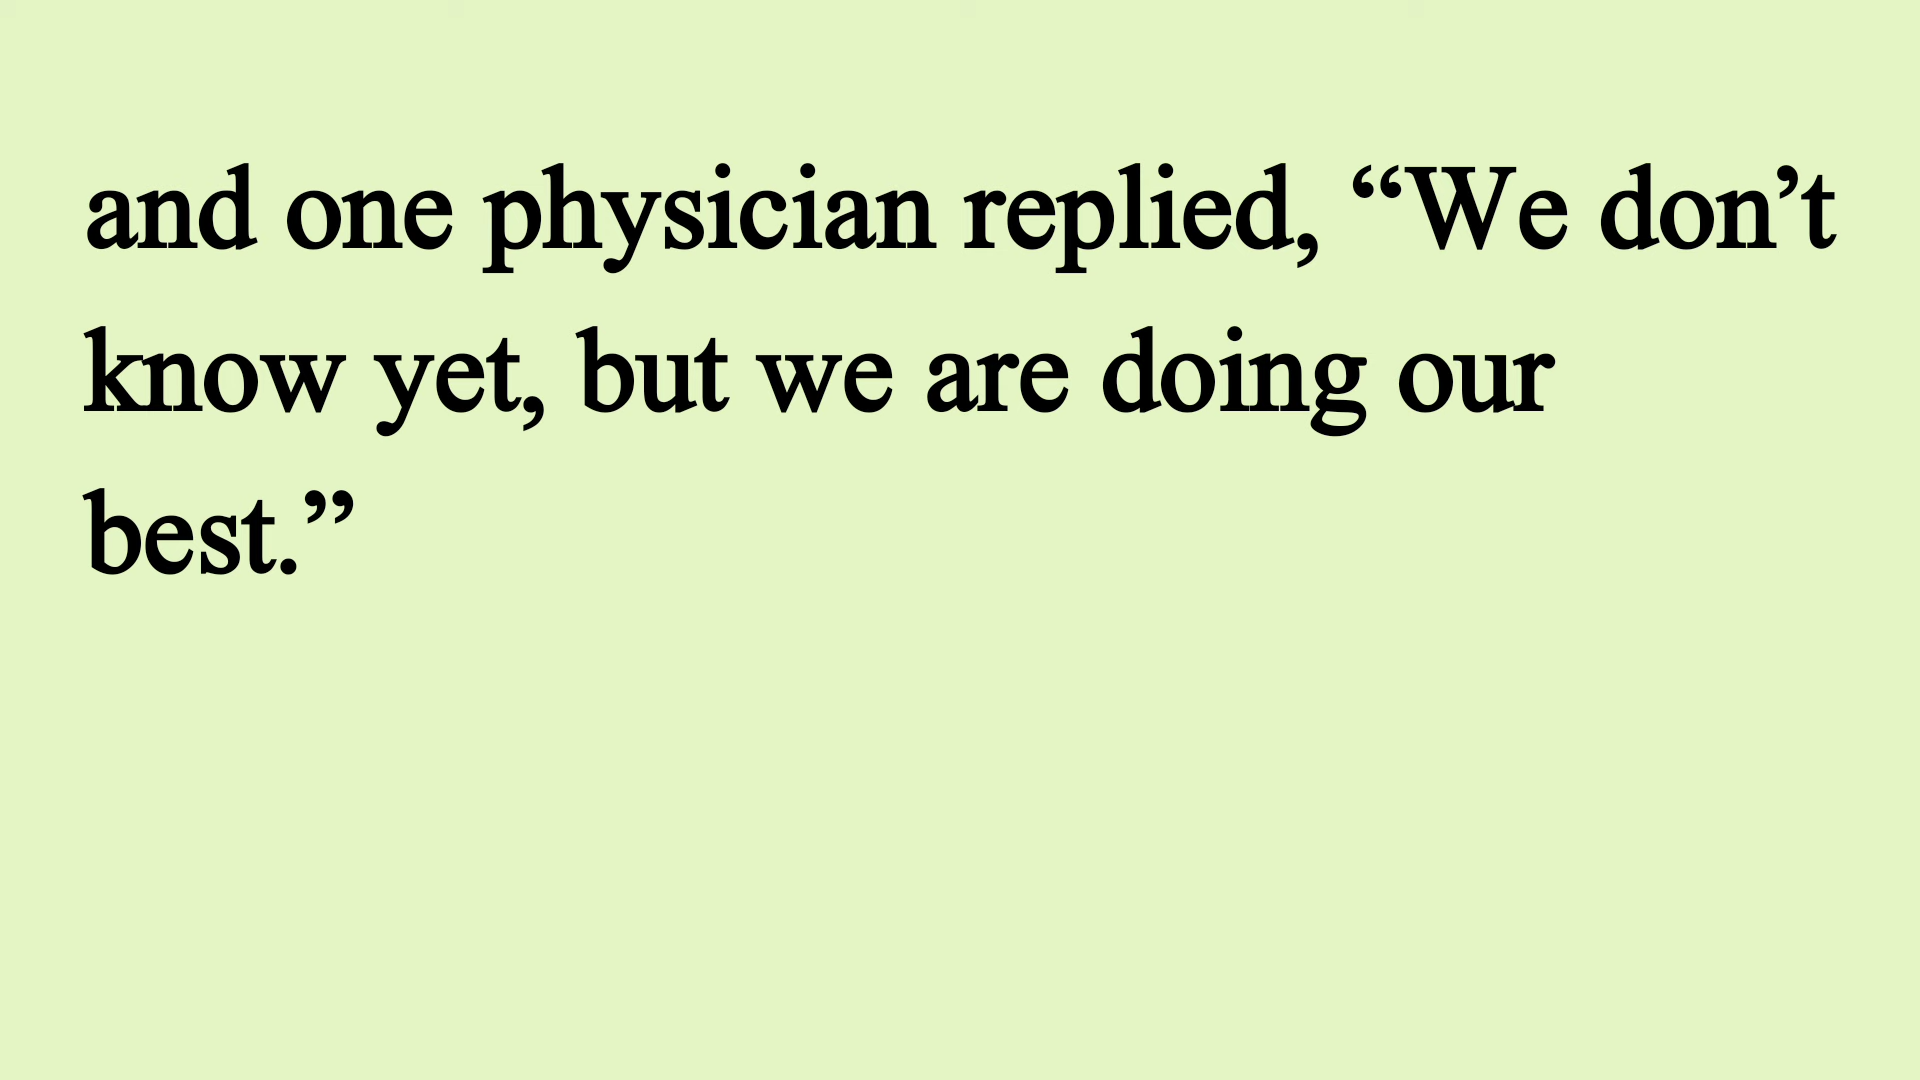 and one physician replied, “We don’t
know yet, but we are doing our
best.”